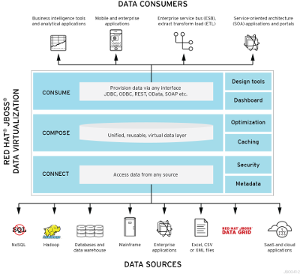 DATA CONSUMERS
Business intelligence tools
and analytical applications
Mobile and enterprise
applications
Enterprise service bus (ESB),
extract transform load (ETL)
Service oriented architecture
(SOA) applications and portals
RED HAT® JBOSS®
DATA VIRTUALIZATION
CONSUME
Provision data via any interface
JDBC, ODBC, REST, OData, SOAP etc.
Design tools
Dashboard
COMPOSE
Unified, reusable, virtual data layer
Optimization
Caching
CONNECT
Access data from any source
Security
Metadata
SQL
RED HAT JBOSS
DATA GRID
NoSQL
Hadoop
Databases and
data warehouse
Mainframe
Enterprise
applications
Excel, CSV
or XML files
SaaS and cloud
applications
DATA SOURCES